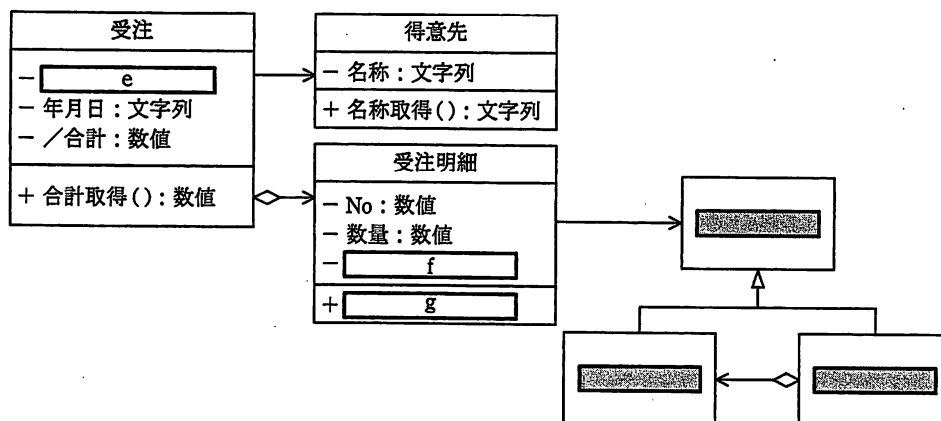 受注
- e
- 年月日：文字列
- ／合計：数値
+ 合計取得()：数値
得意先
- 名称：文字列
+ 名称取得()：文字列
受注明細
- No：数値
- 数量：数値
- f
+ g